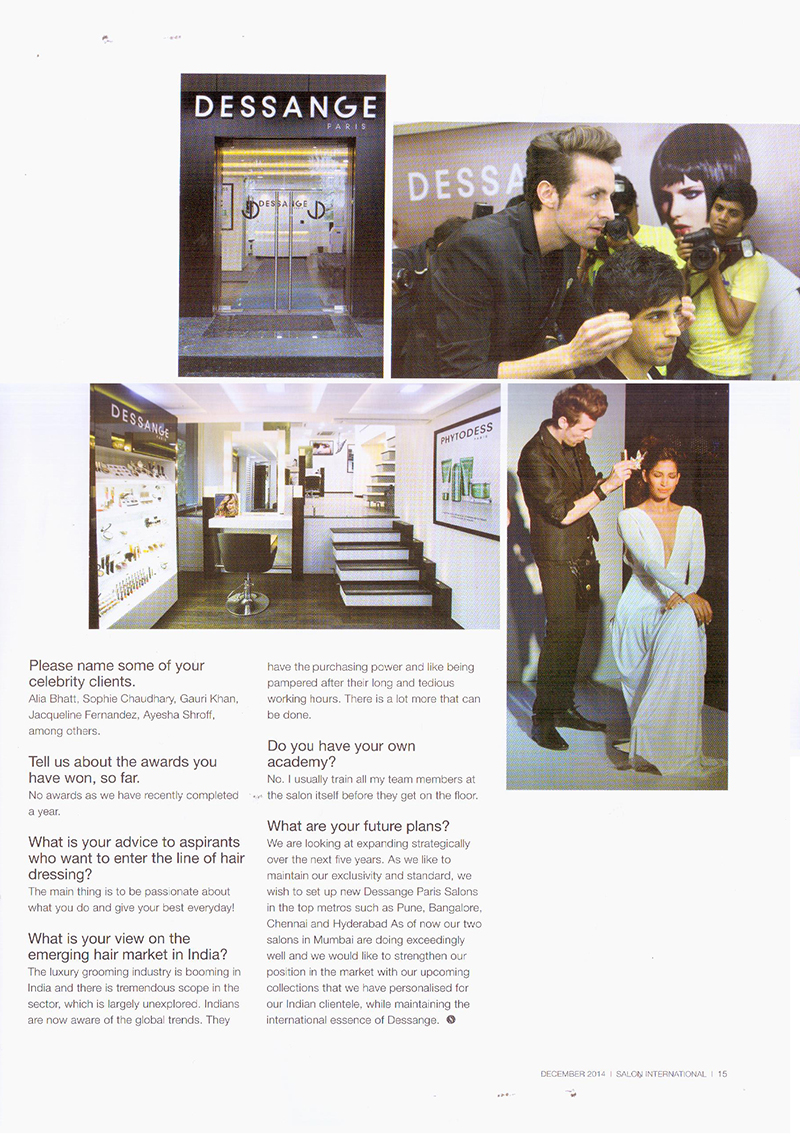 DESSANGE
PARIS
DESSANGE
DESSA
DESSANGE
PARIS
PHYTODESS
PARIS
Please name some of your
celebrity clients.
Alia Bhatt, Sophie Chaudhary, Gauri Khan,
Jacqueline Fernandez, Ayesha Shroff,
among others.
Tell us about the awards you
have won, so far.
No awards as we have recently completed
a year.
What is your advice to aspirants
who want to enter the line of hair
dressing?
The main thing is to be passionate about
what you do and give your best everyday!
What is your view on the
emerging hair market in India?
The luxury grooming industry is booming in
India and there is tremendous scope in the
sector, which is largely unexplored. Indians
are now aware of the global trends. They
have the purchasing power and like being
pampered after their long and tedious
working hours. There is a lot more that can
be done.
Do you have your own
academy?
No. I usually train all my team members at
the salon itself before they get on the floor.
What are your future plans?
We are looking at expanding strategically
over the next five years. As we like to
maintain our exclusivity and standard, we
wish to set up new Dessange Paris Salons
in the top metros such as Pune, Bangalore,
Chennai and Hyderabad As of now our two
salons in Mumbai are doing exceedingly
well and we would like to strengthen our
position in the market with our upcoming
collections that we have personalised for
our Indian clientele, while maintaining the
international essence of Dessange.
DECEMBER 2014 | SALON INTERNATIONAL | 15